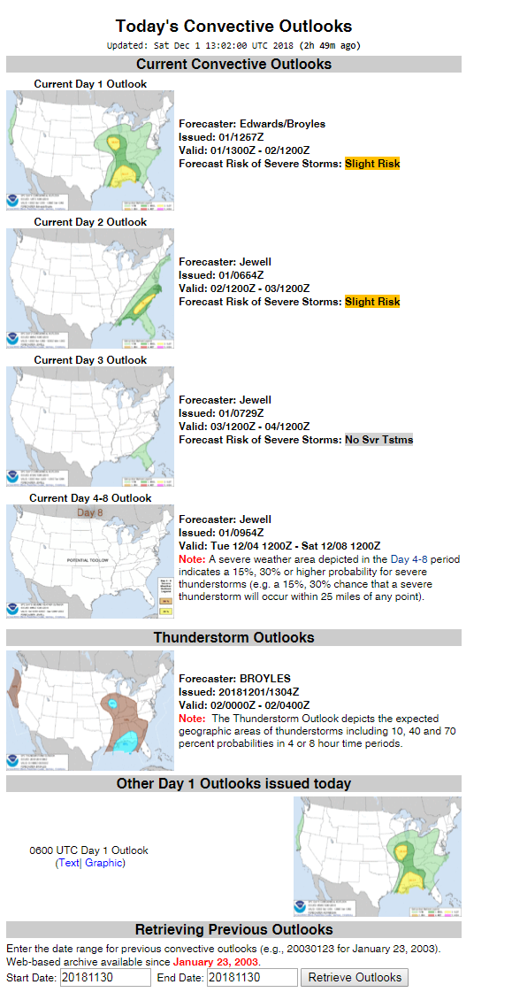 Today's Convective Outlooks
Updated: Sat Dec 1 13:02:00 UTC 2018 (2h 49m ago)
Current Convective Outlooks
Current Day 1 Outlook
Forecaster: Edwards/Broyles
Issued: 01/1257Z
Valid: 01/1300Z - 02/1200Z
Forecast Risk of Severe Storms: Slight Risk
Current Day 2 Outlook
Forecaster: Jewell
Issued: 01/0654Z
Valid: 02/1200Z - 03/1200Z
Forecast Risk of Severe Storms: Slight Risk
Current Day 3 Outlook
Forecaster: Jewell
Issued: 01/0729Z
Valid: 03/1200Z - 04/1200Z
Forecast Risk of Severe Storms: No Svr Tstms
Current Day 4-8 Outlook
Day 8
POTENTIAL TOO LOW
Forecaster: Jewell
Issued: 01/0954Z
Valid: Tue 12/04 1200Z - Sat 12/08 1200Z
Note: A severe weather area depicted in the Day 4-8 period
indicates a 15%, 30% or higher probability for severe
thunderstorms (e.g. a 15%, 30% chance that a severe
thunderstorm will occur within 25 miles of any point).
Thunderstorm Outlooks
Forecaster: BROYLES
Issued: 20181201/1304Z
Valid: 02/0000Z - 02/0400Z
Note: The Thunderstorm Outlook depicts the expected
geographic areas of thunderstorms including 10, 40 and 70
percent probabilities in 4 or 8 hour time periods.
Other Day 1 Outlooks issued today
0600 UTC Day 1 Outlook
(Text| Graphic)
Retrieving Previous Outlooks
Enter the date range for previous convective outlooks (e.g., 20030123 for January 23, 2003).
Web-based archive available since January 23, 2003.
Start Date: 20181130 End Date: 20181130 Retrieve Outlooks